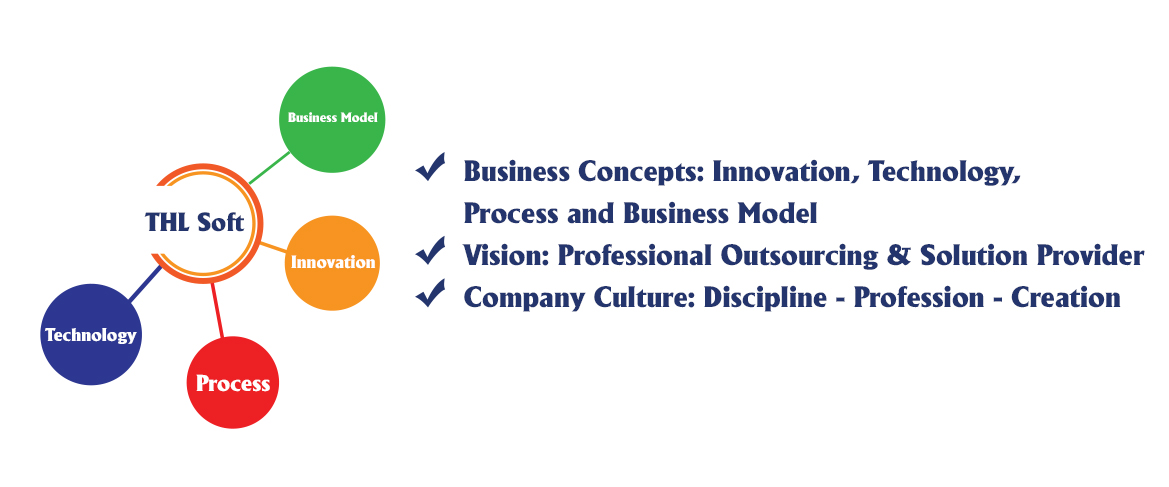 Business Model
THL Soft
Innovation
Technology
Process
Business Concepts: Innovation, Technology,
Process and Business Model
Vision: Professional Outsourcing & Solution Provider
Company Culture: Discipline - Profession - Creation